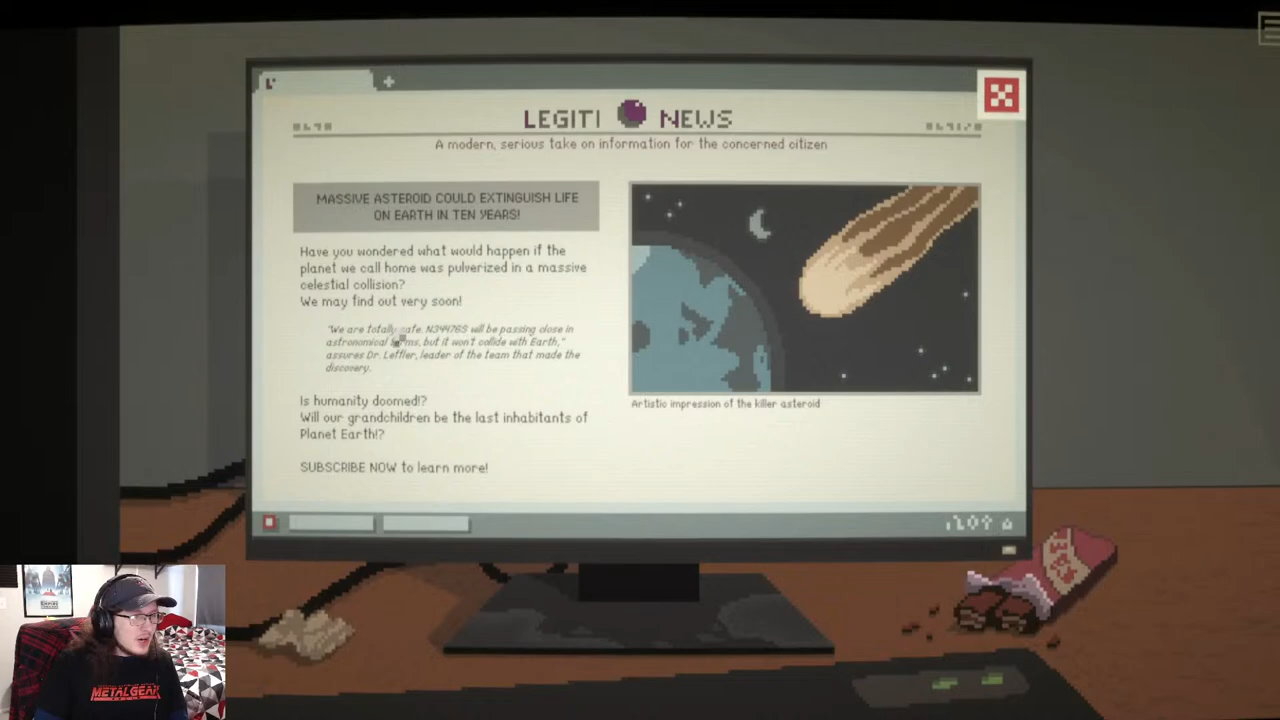 LEGITI NEWS
A modern, serious take on information for the concerned citizen
MASSIVE ASTEROID COULD EXTINGUISH LIFE
ON EARTH IN TEN YEARS!
Have you wondered what would happen if the
planet we call home was pulverized in a massive
celestial collision?
We may find out very soon!
"We are totally safe. N34476S will be passing close in
astronomical terms, but it won't collide with Earth,"
assures Dr. Leffler, leader of the team that made the
discovery.
Is humanity doomed!?
Will our grandchildren be the last inhabitants of
Planet Earth!?
SUBSCRIBE NOW to learn more!
Artistic impression of the killer asteroid
METAL GEAR